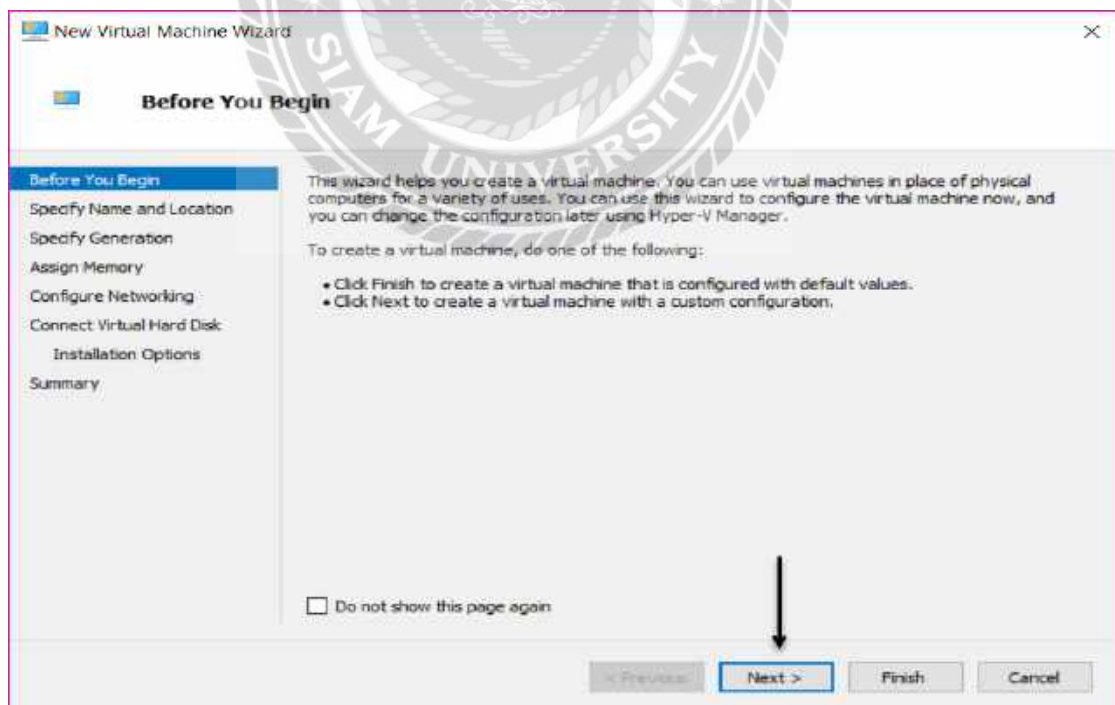 New Virtual Machine Wizard
Before You Begin
Before You Begin
Specify Name and Location
Specify Generation
Assign Memory
Configure Networking
Connect Virtual Hard Disk
Installation Options
Summary
This wizard helps you create a virtual machine. You can use virtual machines in place of physical
computers for a variety of uses. You can use this wizard to configure the virtual machine now, and
you can change the configuration later using Hyper-V Manager.
To create a virtual machine, do one of the following:
• Click Finish to create a virtual machine that is configured with default values.
• Click Next to create a virtual machine with a custom configuration.
Do not show this page again
< Previous
Next >
Finish
Cancel
SIAM UNIVERSITY